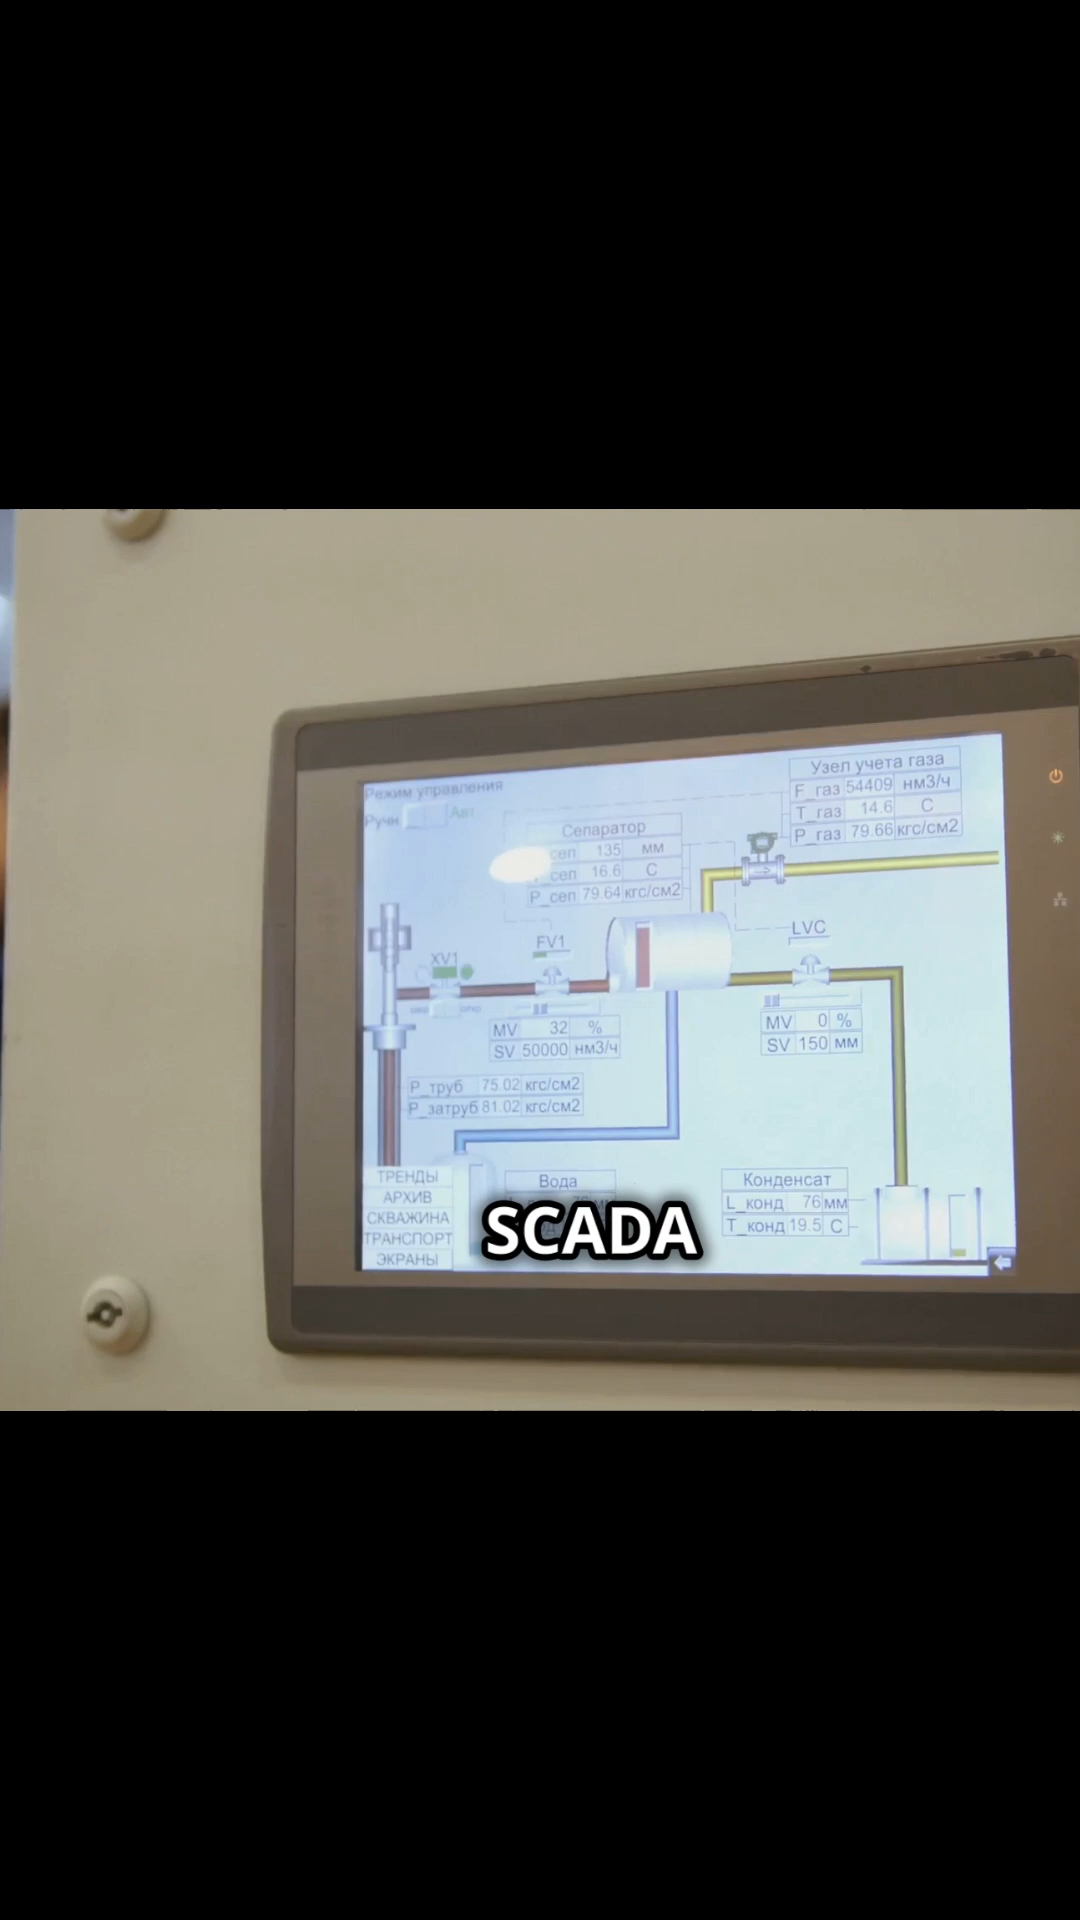 Режим управления
Ручн Авт
Узел учета газа
F_газ 54409 нм3/ч
T_газ 14.6 C
P_газ 79.66 кгс/см2
Сепаратор
сеп 135 мм
_сеп 16.6 C
P_сеп 79.64 кгс/см2
XV1
FV1
LVC
MV 32 %
SV 50000 нм3/ч
MV 0 %
SV 150 мм
P_труб 75.02 кгс/см2
P_затруб 81.02 кгс/см2
ТРЕНДЫ
АРХИВ
СКВАЖИНА
ТРАНСПОРТ
ЭКРАНЫ
Вода
Конденсат
L_конд 76 мм
T_конд 19.5 C
SCADA